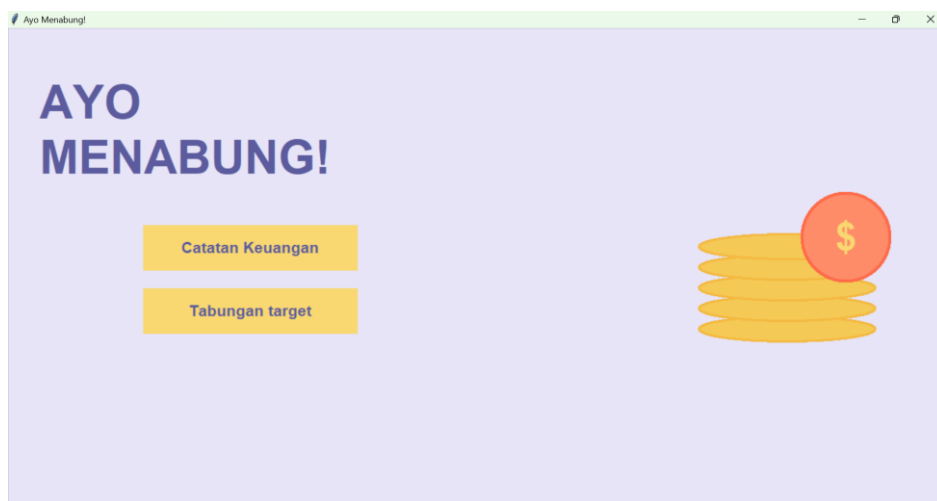 Ayo Menabung!
AYO
MENABUNG!
Catatan Keuangan
Tabungan target
$